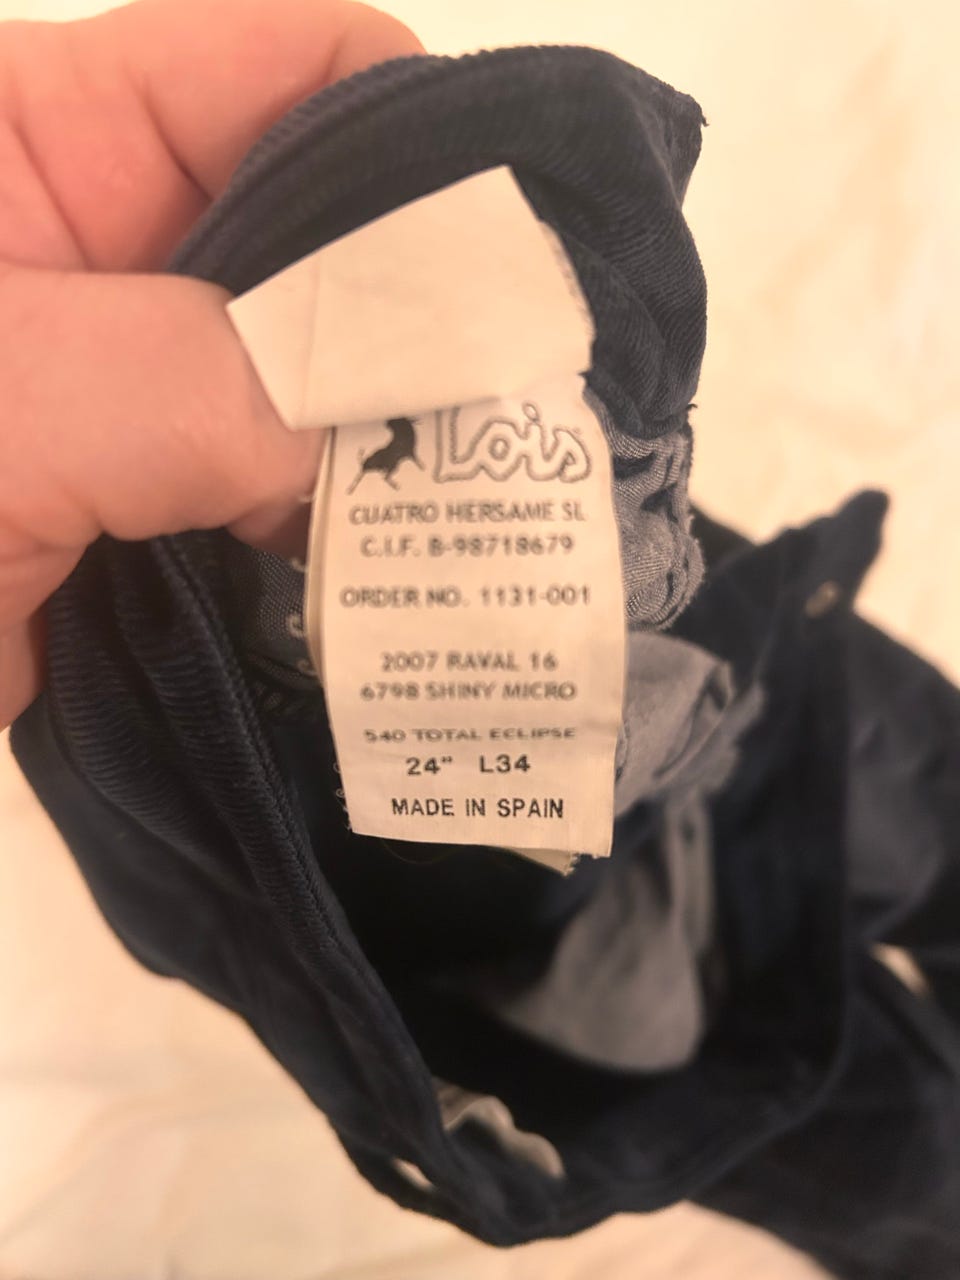 Lois
CUATRO HERSAME SL
C.I.F. B-98718679
ORDER NO. 1131-001
2007 RAVAL 16
6798 SHINY MICRO
540 TOTAL ECLIPSE
24" L34
MADE IN SPAIN